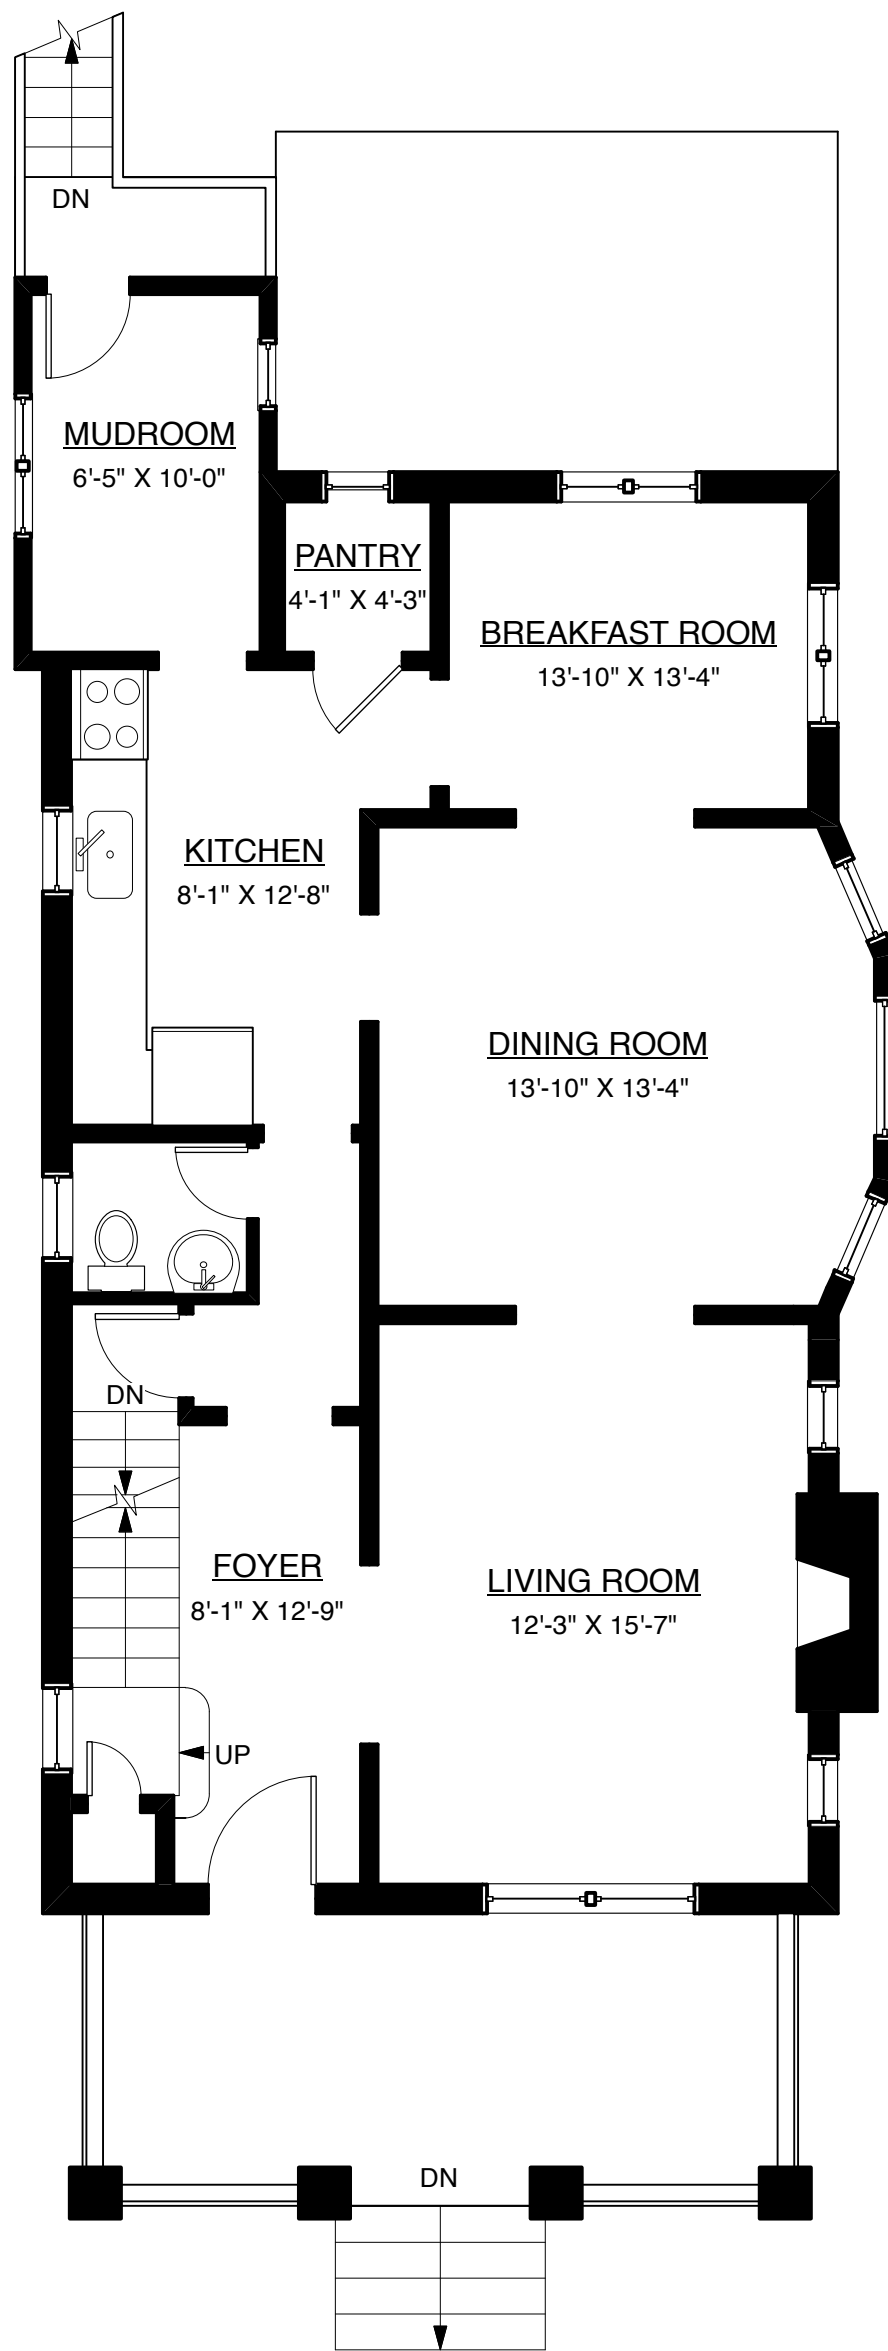 DN
MUDROOM
6'-5" X 10'-0"
PANTRY
4'-1" X 4'-3"
BREAKFAST ROOM
13'-10" X 13'-4"
KITCHEN
8'-1" X 12'-8"
DINING ROOM
13'-10" X 13'-4"
DN
FOYER
8'-1" X 12'-9"
LIVING ROOM
12'-3" X 15'-7"
UP
DN